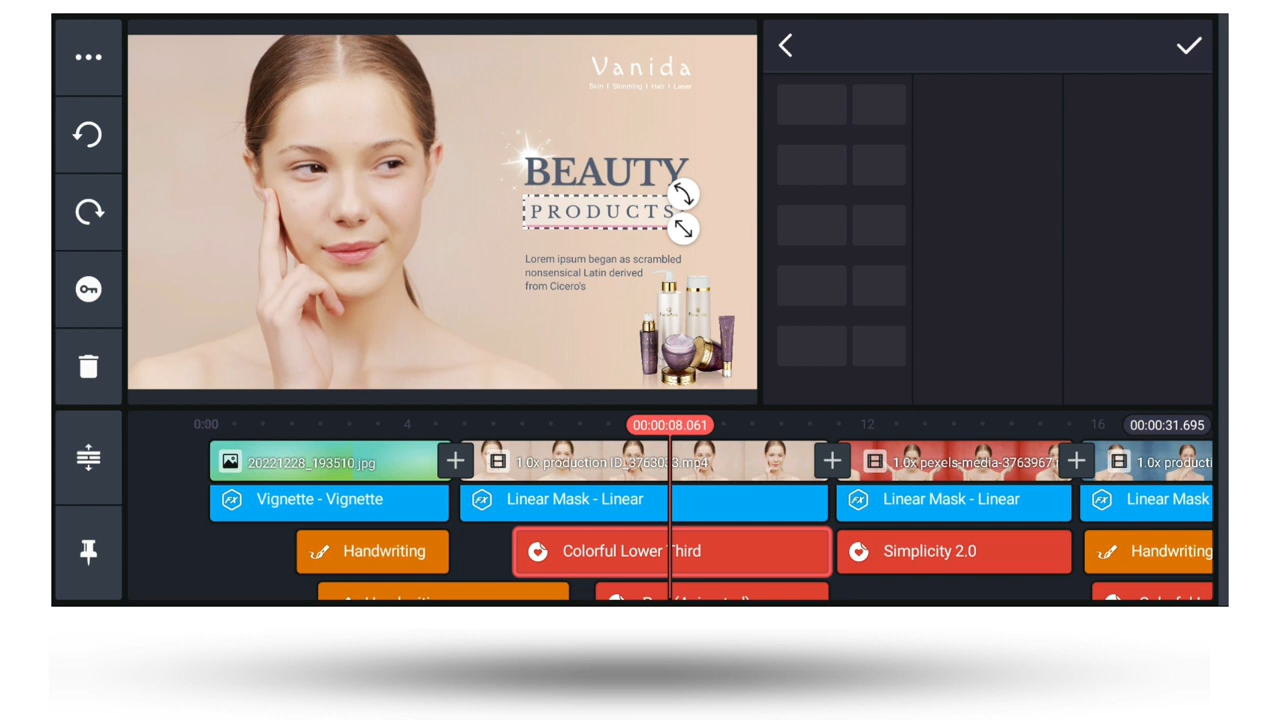 Vanida
Skin | Slimming | Hair | Laser
BEAUTY
PRODUCTS
Lorem ipsum began as scrambled
nonsensical Latin derived
from Cicero's
0:00
4
00:00:08.061
12
16
00:00:31.695
20221228_193510.jpg
1.0x production ID_3763033.mp4
1.0x pexels-media-3763967
1.0x producti
Vignette - Vignette
Linear Mask - Linear
Linear Mask - Linear
Linear Mask
Handwriting
Colorful Lower Third
Simplicity 2.0
Handwriting